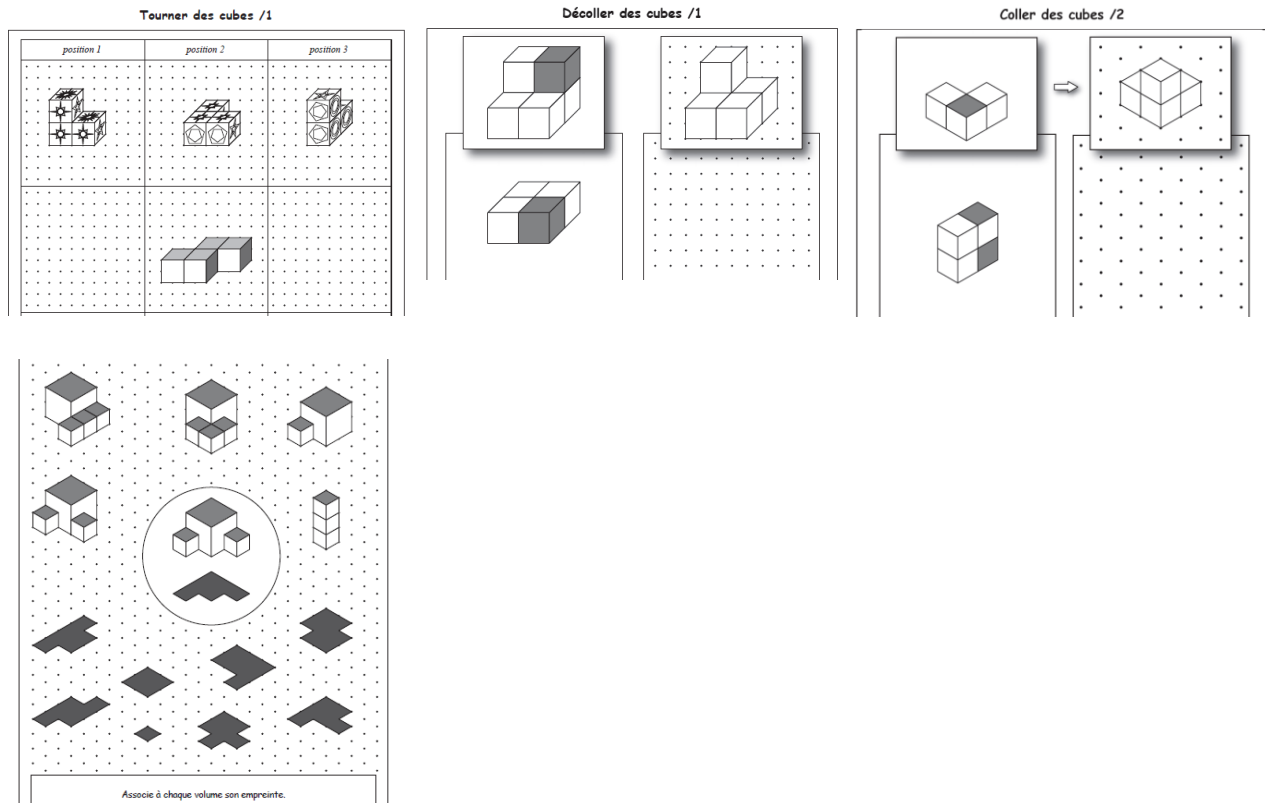 Tourner des cubes /1
position 1
position 2
position 3
Décoller des cubes /1
Coller des cubes /2
Associe à chaque volume son empreinte.